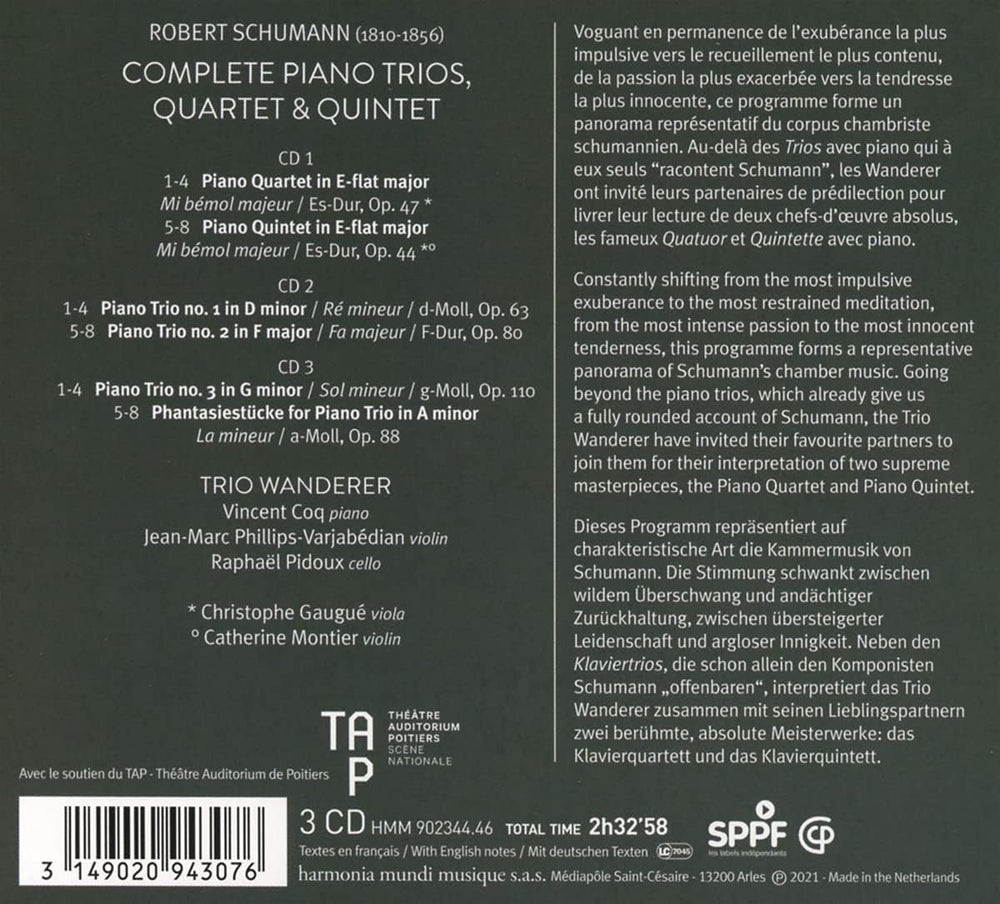 ROBERT SCHUMANN (1810-1856)
COMPLETE PIANO TRIOS,
QUARTET & QUINTET
CD 1
1-4 Piano Quartet in E-flat major
Mi bémol majeur / Es-Dur, Op. 47 *
5-8 Piano Quintet in E-flat major
Mi bémol majeur / Es-Dur, Op. 44 *°
CD 2
1-4 Piano Trio no. 1 in D minor / Ré mineur / d-Moll, Op. 63
5-8 Piano Trio no. 2 in F major / Fa majeur / F-Dur, Op. 80
CD 3
1-4 Piano Trio no. 3 in G minor / Sol mineur / g-Moll, Op. 110
5-8 Phantasiestücke for Piano Trio in A minor
La mineur / a-Moll, Op. 88
TRIO WANDERER
Vincent Coq piano
Jean-Marc Phillips-Varjabédian violin
Raphaël Pidoux cello
* Christophe Gaugué viola
° Catherine Montier violin
TAP
THÉÂTRE
AUDITORIUM
POITIERS
SCÈNE
NATIONALE
Avec le soutien du TAP - Théâtre Auditorium de Poitiers
Voguant en permanence de l'exubérance la plus
impulsive vers le recueillement le plus contenu,
de la passion la plus exacerbée vers la tendresse
la plus innocente, ce programme forme un
panorama représentatif du corpus chambriste
schumannien. Au-delà des Trios avec piano qui à
eux seuls "racontent Schumann", les Wanderer
ont invité leurs partenaires de prédilection pour
livrer leur lecture de deux chefs-d'œuvre absolus,
les fameux Quatuor et Quintette avec piano.
Constantly shifting from the most impulsive
exuberance to the most restrained meditation,
from the most intense passion to the most innocent
tenderness, this programme forms a representative
panorama of Schumann's chamber music. Going
beyond the piano trios, which already give us
a fully rounded account of Schumann, the Trio
Wanderer have invited their favourite partners to
join them for their interpretation of two supreme
masterpieces, the Piano Quartet and Piano Quintet.
Dieses Programm repräsentiert auf
charakteristische Art die Kammermusik von
Schumann. Die Stimmung schwankt zwischen
wildem Überschwang und andächtiger
Zurückhaltung, zwischen übersteigerter
Leidenschaft und argloser Innigkeit. Neben den
Klaviertrios, die schon allein den Komponisten
Schumann „offenbaren“, interpretiert das Trio
Wanderer zusammen mit seinen Lieblingspartnern
zwei berühmte, absolute Meisterwerke: das
Klavierquartett und das Klavierquintett.
3 149020 943076
3 CD HMM 902344.46 TOTAL TIME 2h32'58
Textes en français / With English notes / Mit deutschen Texten LC 7045
harmonia mundi musique s.a.s. Médiapôle Saint-Césaire - 13200 Arles ℗ 2021 - Made in the Netherlands
SPPF
les labels indépendants